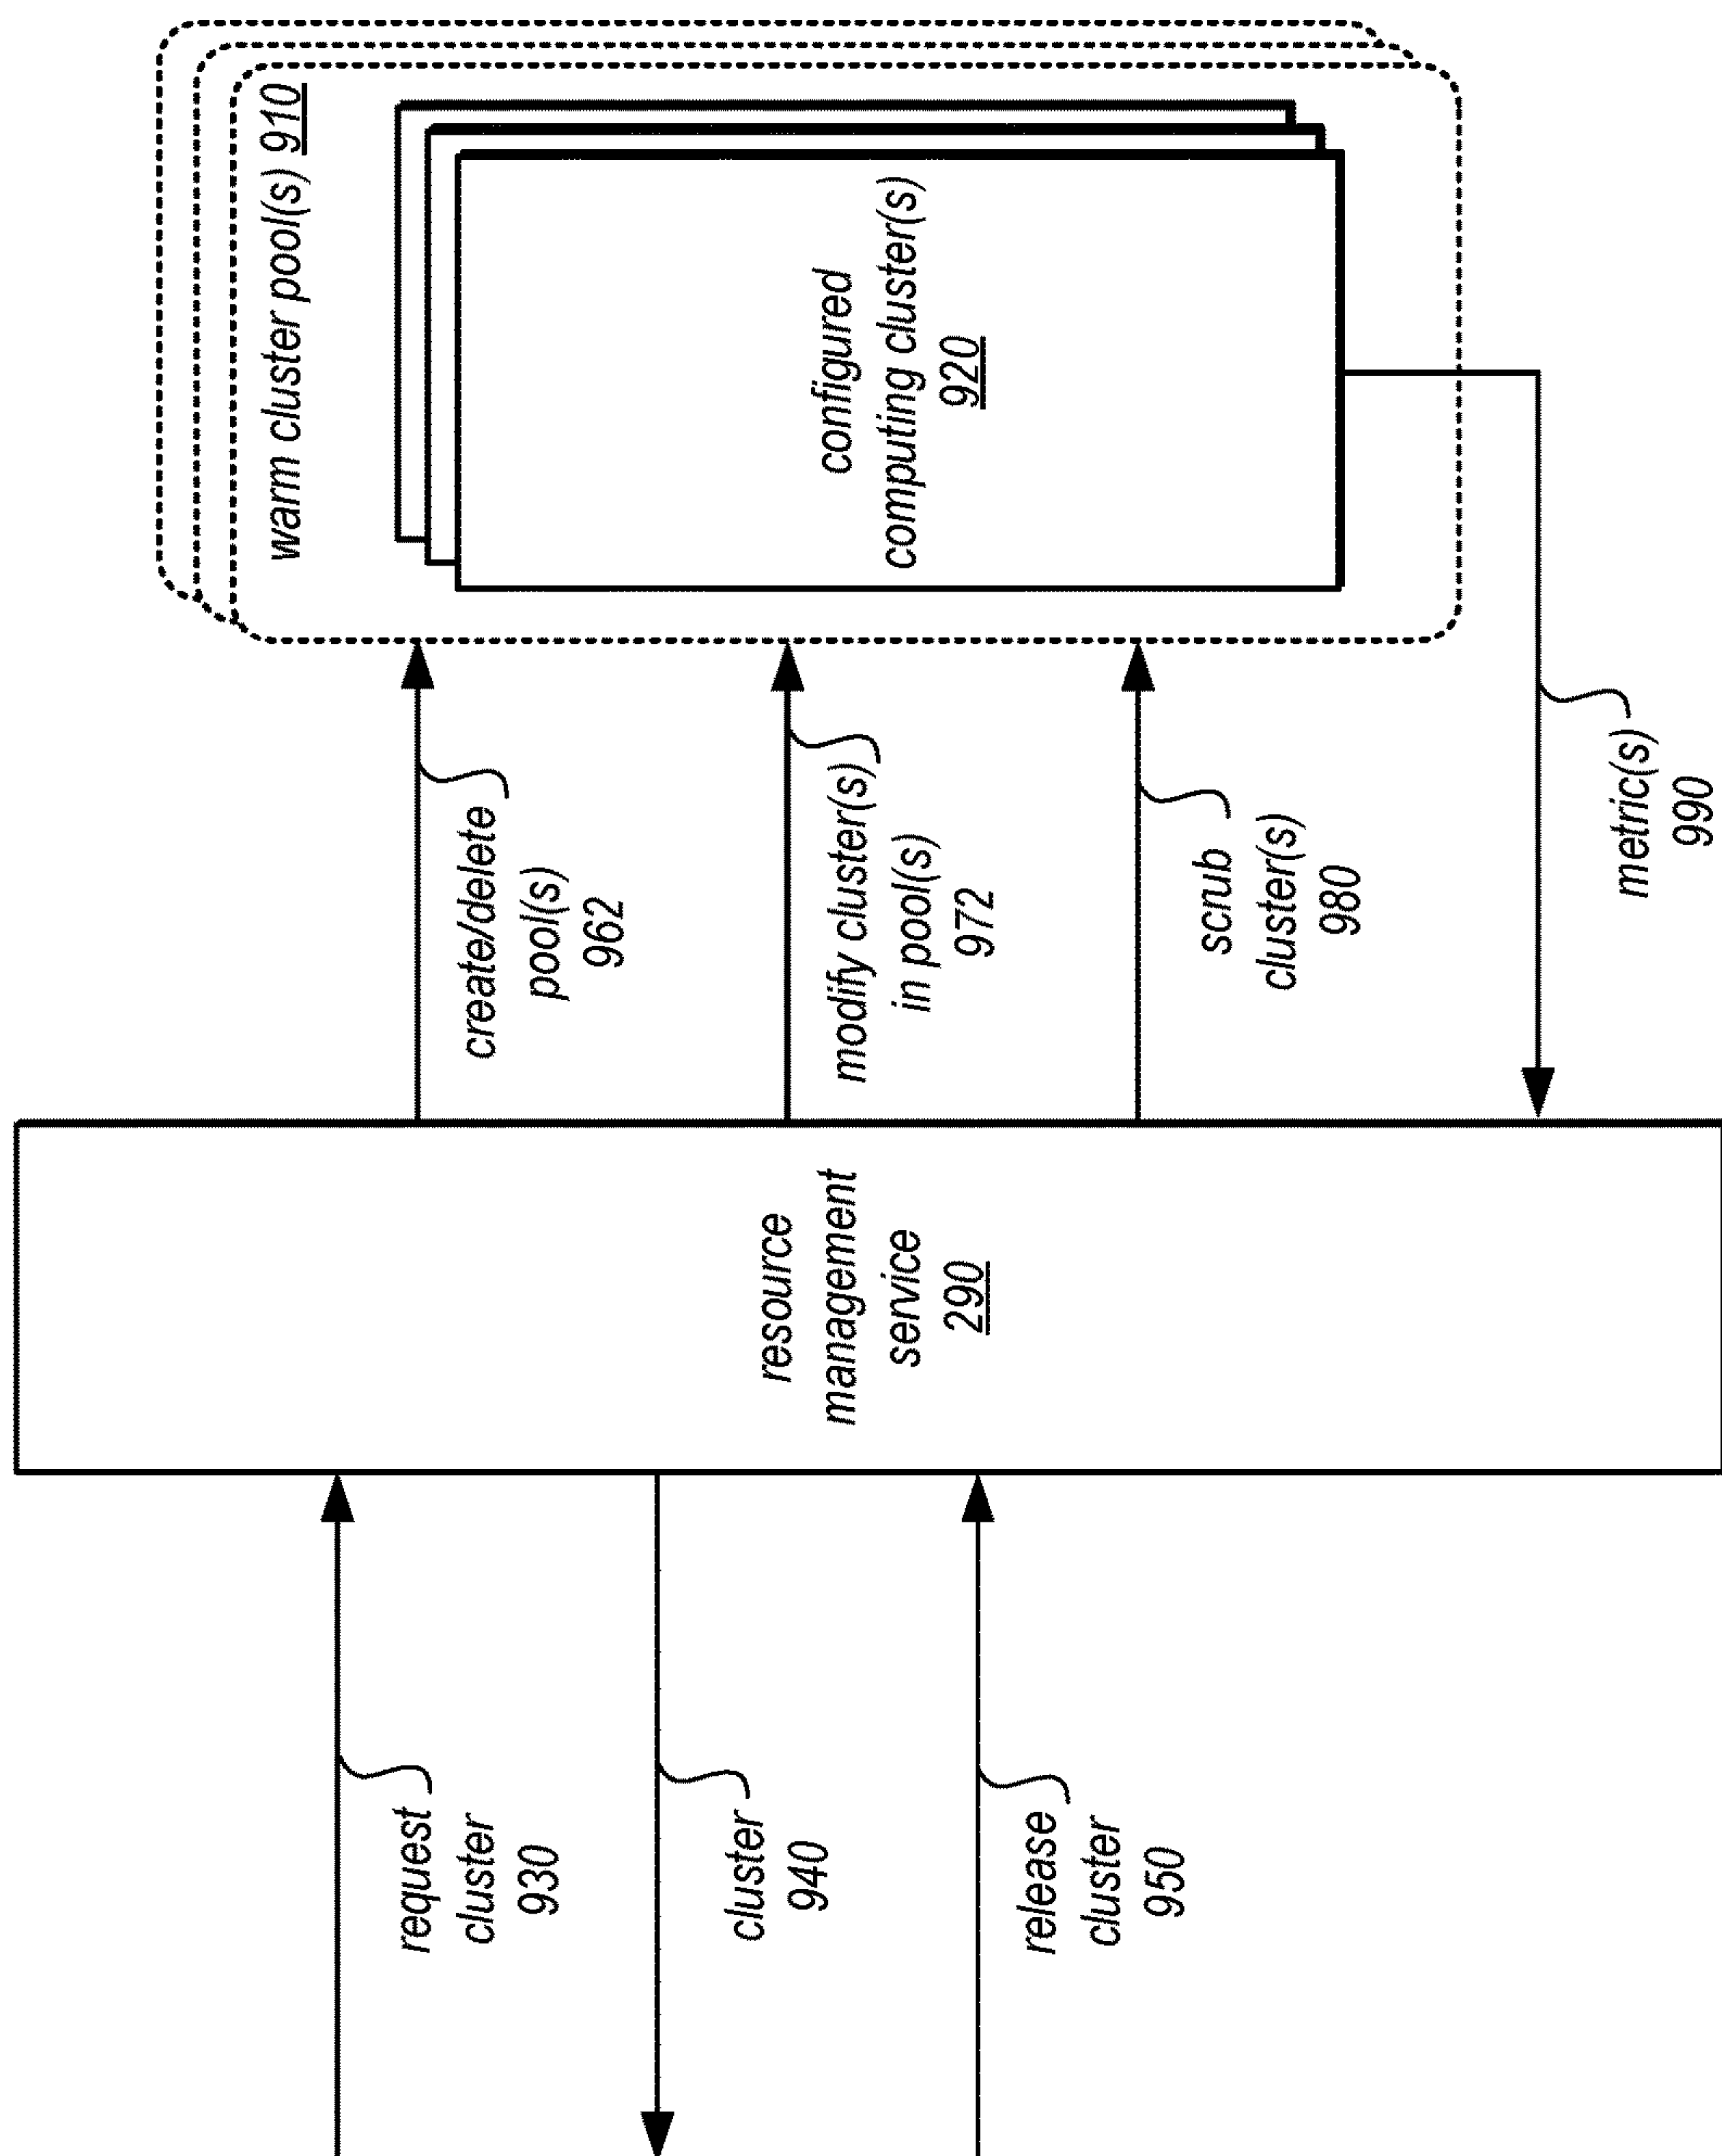 request
cluster
930
cluster
940
release
cluster
950
resource
management
service
290
create/delete
pool(s)
962
modify cluster(s)
in pool(s)
972
scrub
cluster(s)
980
metric(s)
990
warm cluster pool(s) 910
configured
computing cluster(s)
920